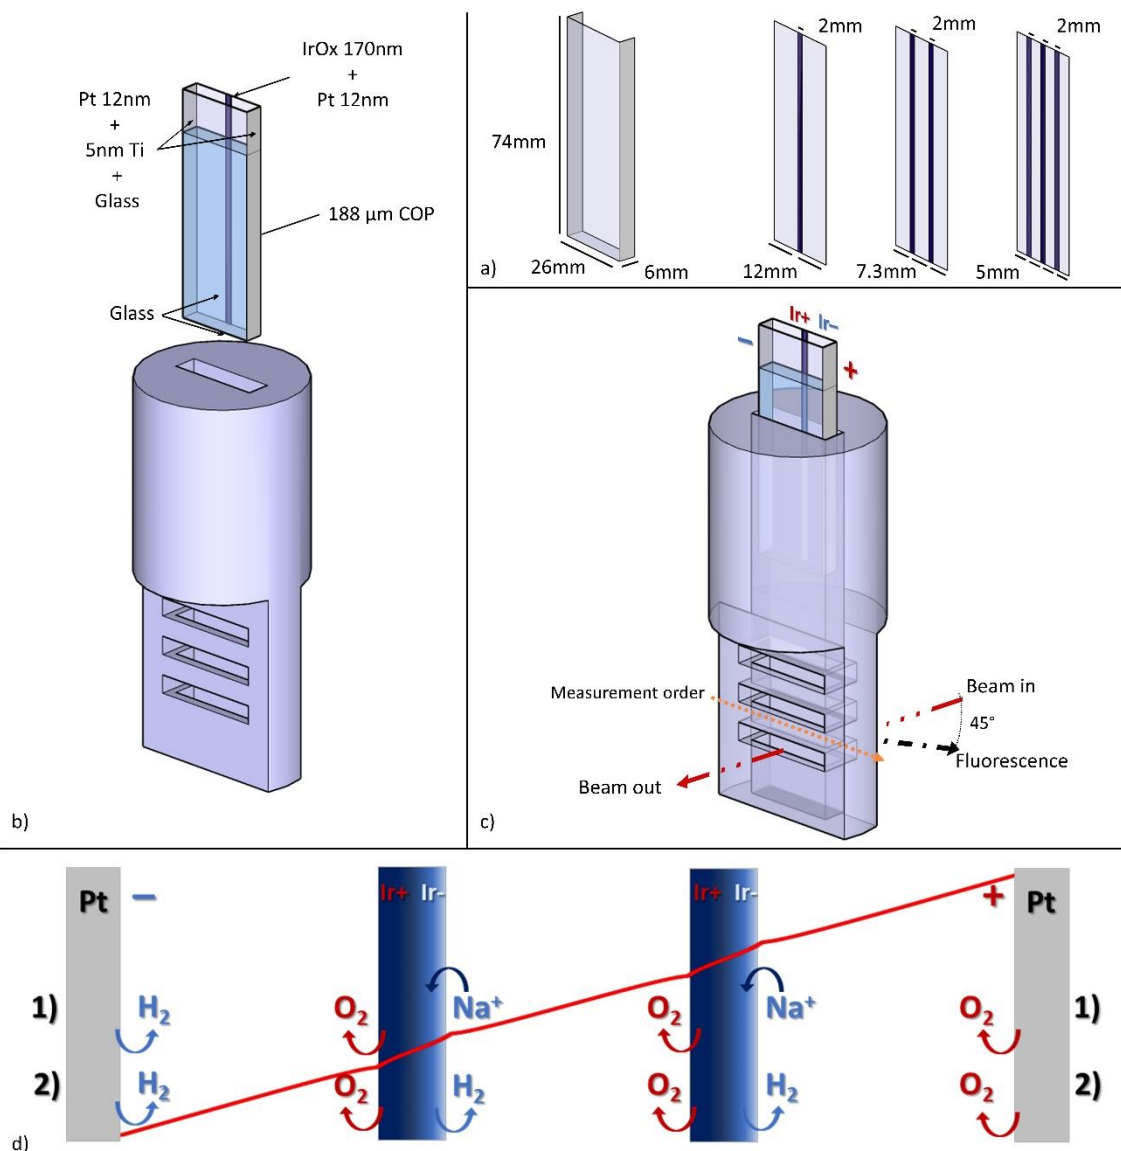 IrOx 170nm
+
Pt 12nm
Pt 12nm
+
5nm Ti
+
Glass
188 µm COP
Glass
b)
2mm
2mm
2mm
74mm
26mm
6mm
12mm
7.3mm
5mm
a)
Ir+ Ir-
−
+
Measurement order
Beam in
45°
Fluorescence
Beam out
c)
Pt −
Ir+ Ir-
Ir+ Ir-
+ Pt
1) H₂ O₂ Na⁺ O₂ Na⁺ O₂ 1)
2) H₂ O₂ H₂ O₂ H₂ O₂ 2)
d)